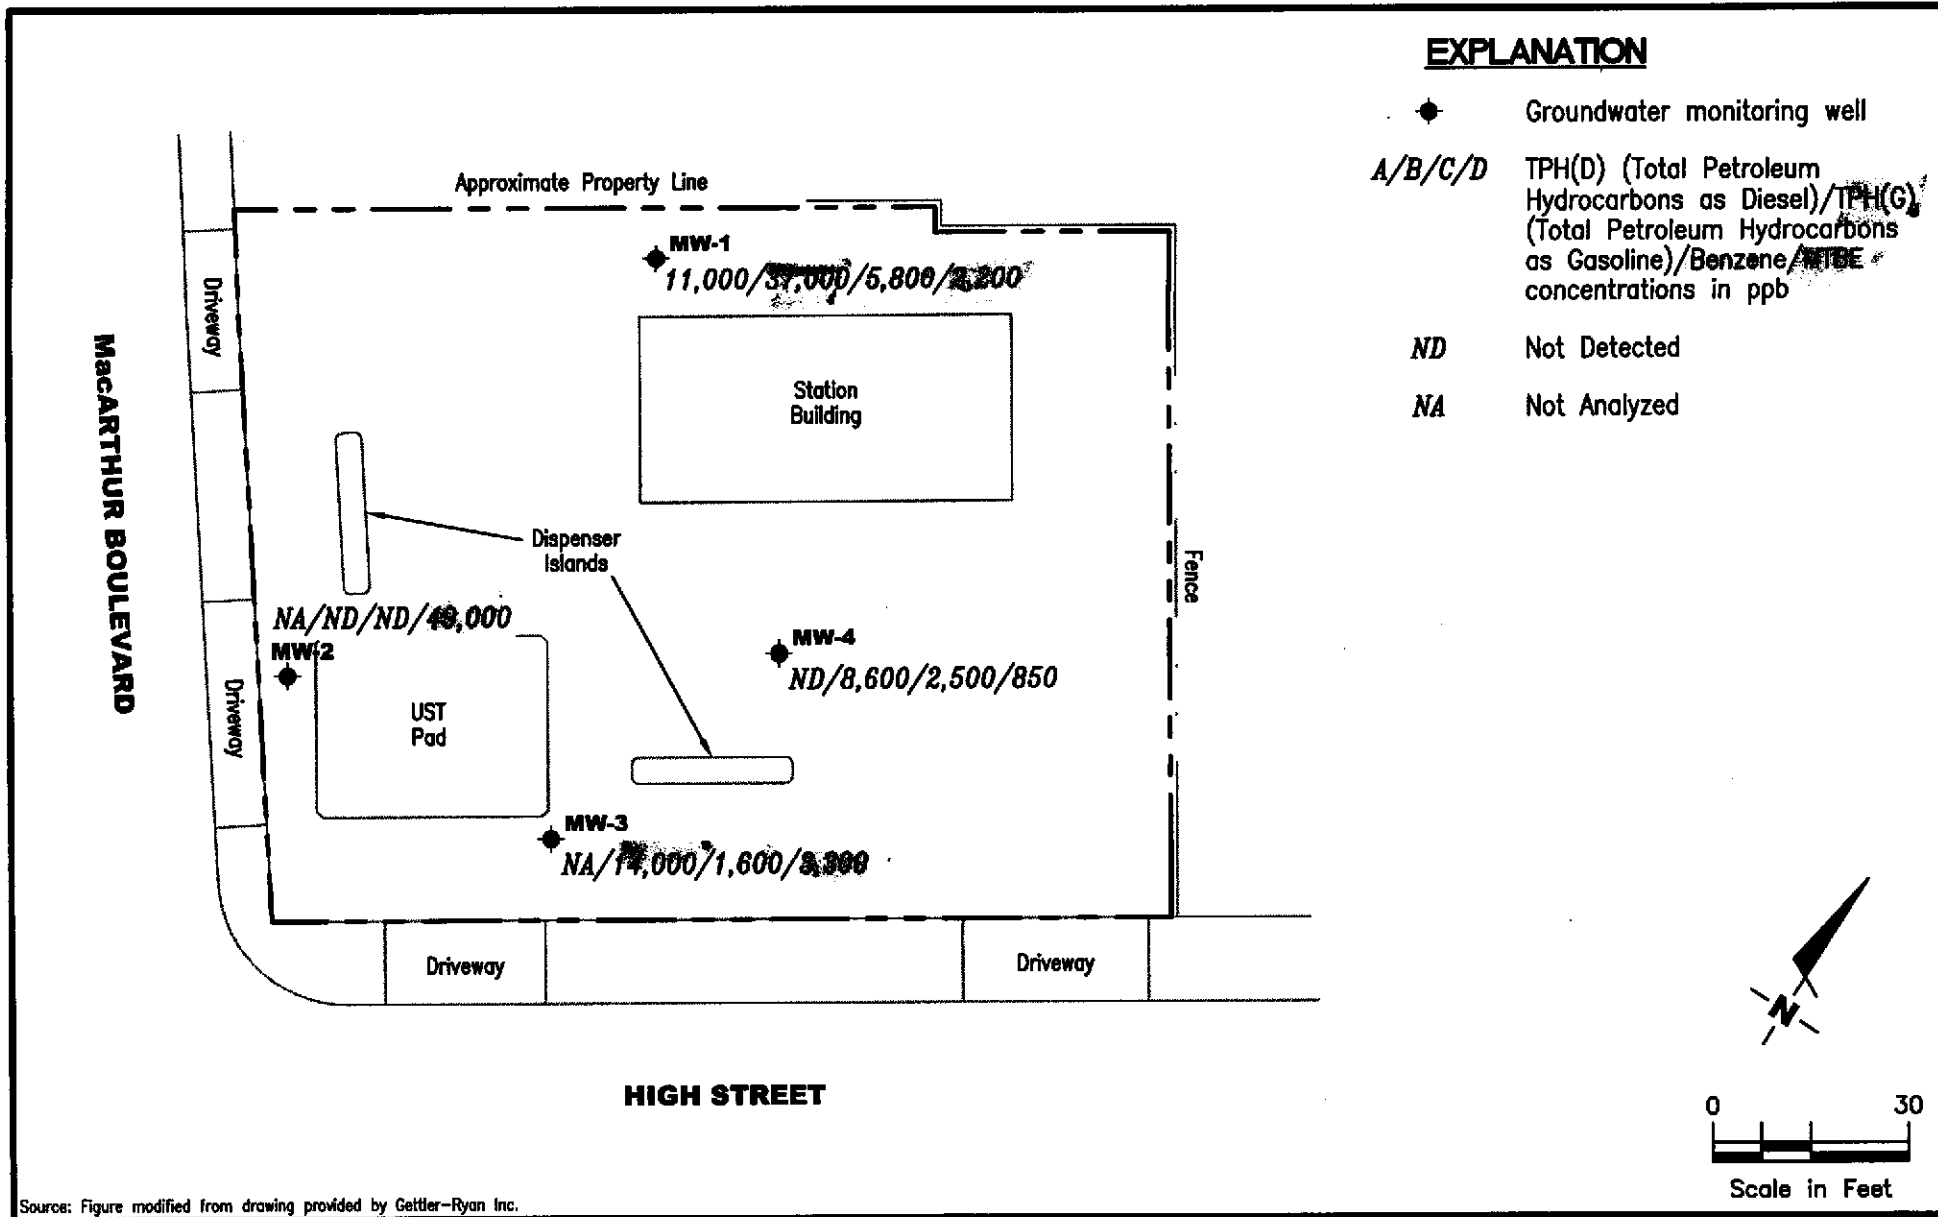 EXPLANATION
Groundwater monitoring well
A/B/C/D
TPH(D) (Total Petroleum
Hydrocarbons as Diesel)/TPH(G)
(Total Petroleum Hydrocarbons
as Gasoline)/Benzene/MTBE
concentrations in ppb
ND Not Detected
NA Not Analyzed
Approximate Property Line
MW-1
11,000/37,000/5,800/
Driveway
MacARTHUR BOULEVARD
Station
Building
Dispenser
Islands
Fence
NA/ND/ND/
MW-2
MW-4
ND/8,600/2,500/850
Driveway
UST
Pad
MW-3
NA/14,000/1,600/
Driveway
Driveway
HIGH STREET
N
0 30
Scale in Feet
Source: Figure modified from drawing provided by Gettler-Ryan Inc.